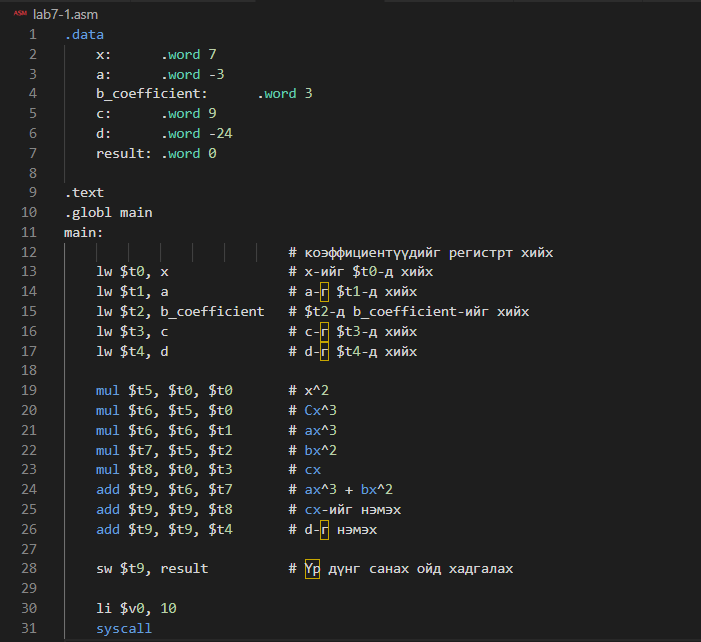 ASM lab7-1.asm
1 .data
2 x: .word 7
3 a: .word -3
4 b_coefficient: .word 3
5 c: .word 9
6 d: .word -24
7 result: .word 0
8
9 .text
10 .globl main
11 main:
12 # коэффициентүүдийг регистрт хийх
13 lw $t0, x # x-ийг $t0-д хийх
14 lw $t1, a # a-г $t1-д хийх
15 lw $t2, b_coefficient # $t2-д b_coefficient-ийг хийх
16 lw $t3, c # c-г $t3-д хийх
17 lw $t4, d # d-г $t4-д хийх
18
19 mul $t5, $t0, $t0 # x^2
20 mul $t6, $t5, $t0 # Cx^3
21 mul $t6, $t6, $t1 # ax^3
22 mul $t7, $t5, $t2 # bx^2
23 mul $t8, $t0, $t3 # cx
24 add $t9, $t6, $t7 # ax^3 + bx^2
25 add $t9, $t9, $t8 # cx-ийг нэмэх
26 add $t9, $t9, $t4 # d-г нэмэх
27
28 sw $t9, result # Үр дүнг санах ойд хадгалах
29
30 li $v0, 10
31 syscall